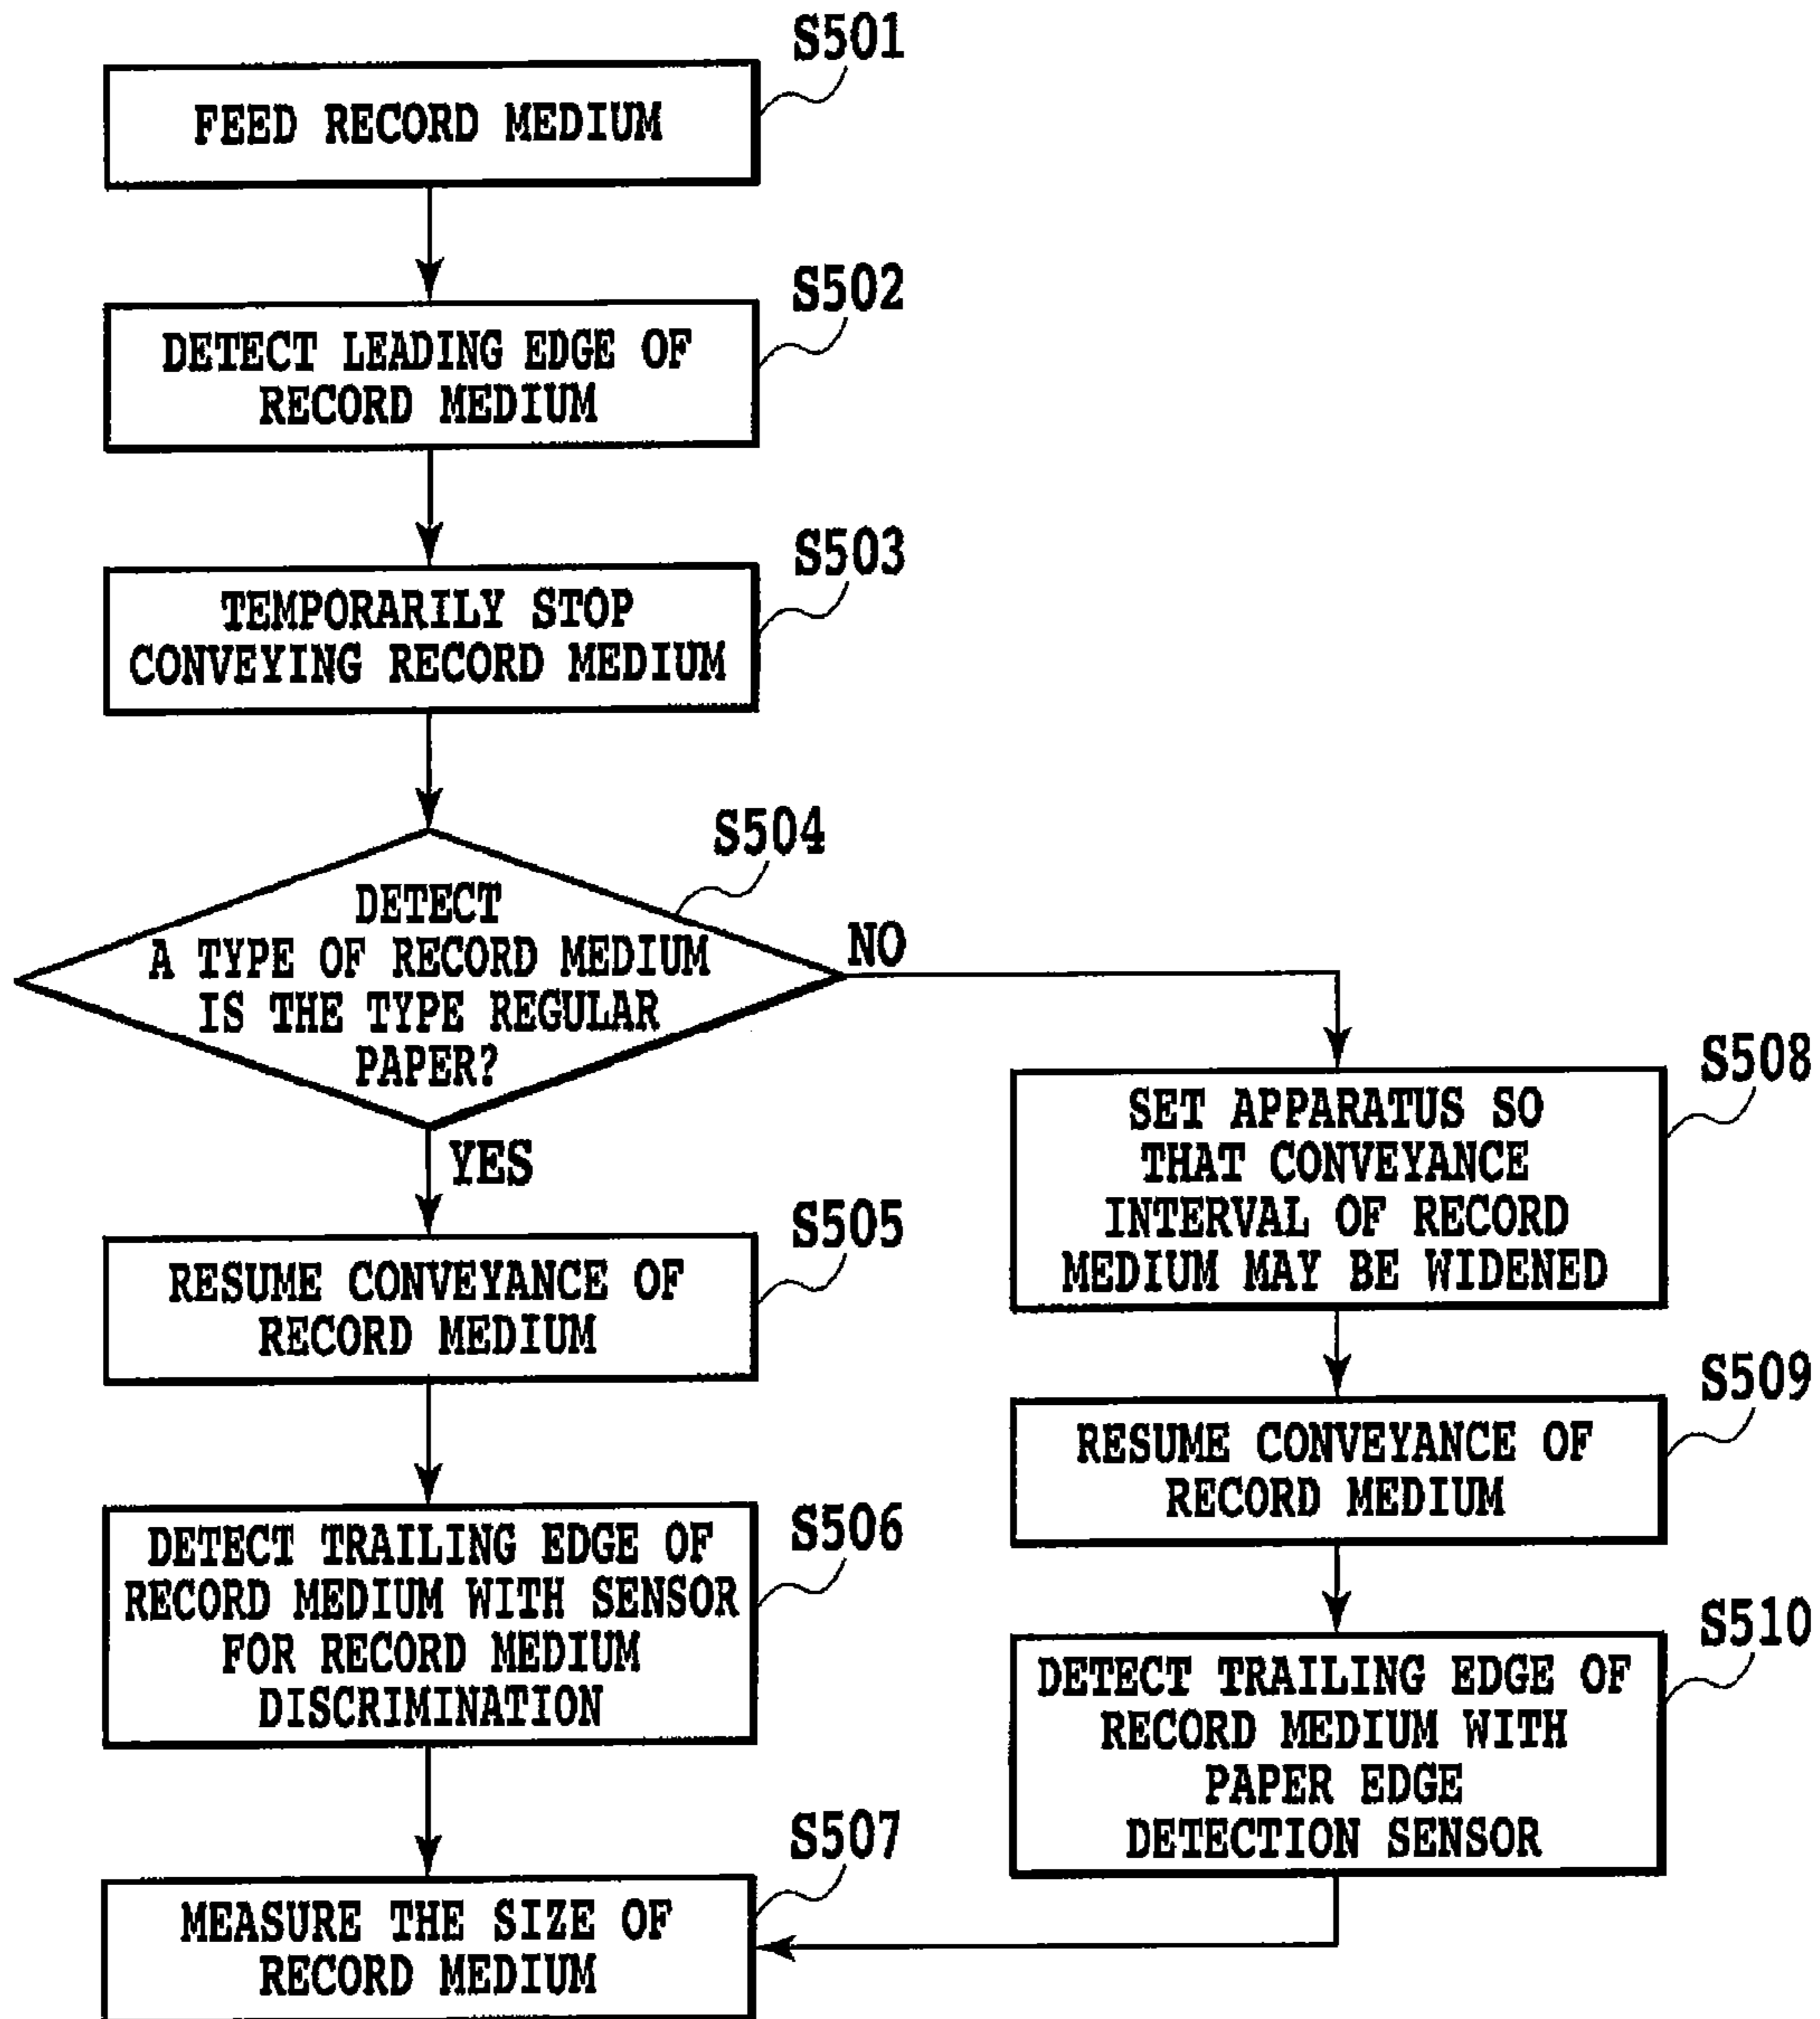 S501
FEED RECORD MEDIUM
S502
DETECT LEADING EDGE OF
RECORD MEDIUM
S503
TEMPORARILY STOP
CONVEYING RECORD MEDIUM
S504
DETECT
A TYPE OF RECORD MEDIUM
IS THE TYPE REGULAR
PAPER?
NO
YES
S505
RESUME CONVEYANCE OF
RECORD MEDIUM
S506
DETECT TRAILING EDGE OF
RECORD MEDIUM WITH SENSOR
FOR RECORD MEDIUM
DISCRIMINATION
S507
MEASURE THE SIZE OF
RECORD MEDIUM
S508
SET APPARATUS SO
THAT CONVEYANCE
INTERVAL OF RECORD
MEDIUM MAY BE WIDENED
S509
RESUME CONVEYANCE OF
RECORD MEDIUM
S510
DETECT TRAILING EDGE OF
RECORD MEDIUM WITH
PAPER EDGE
DETECTION SENSOR